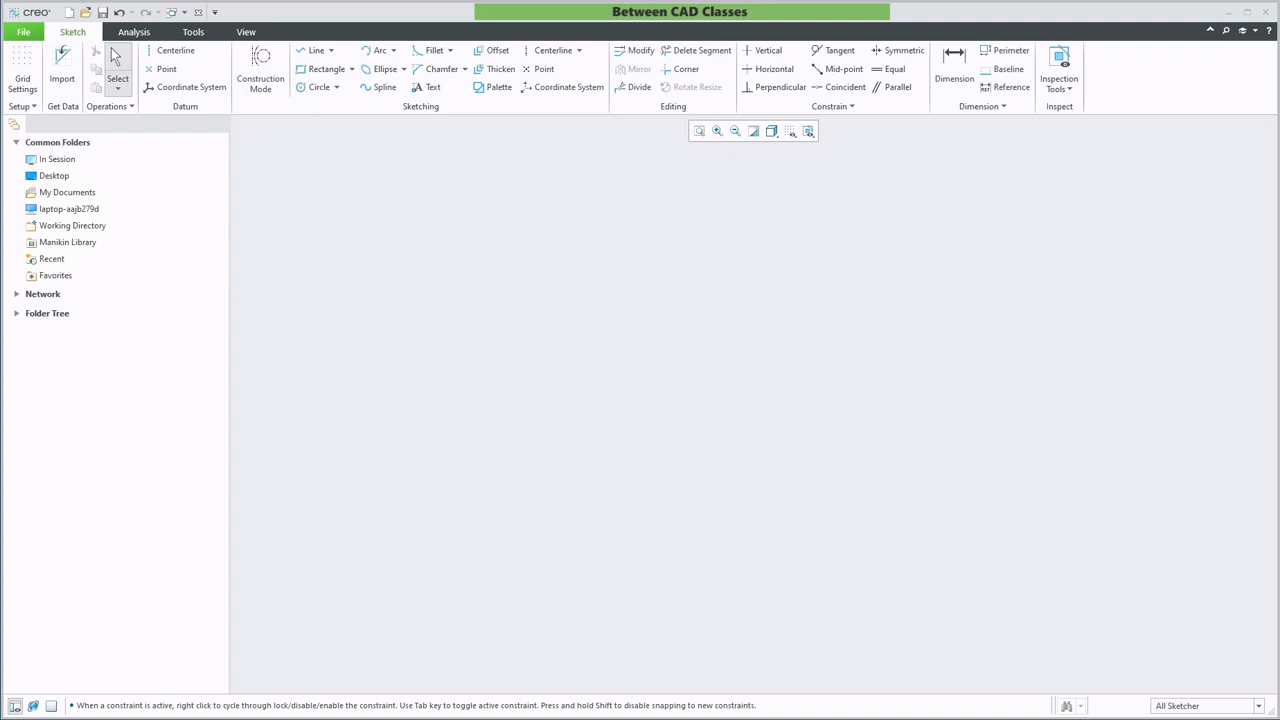 creo
Between CAD Classes
File
Sketch
Analysis
Tools
View
Grid
Settings
Setup
Import
Get Data
Select
Operations
Centerline
Point
Coordinate System
Datum
Construction
Mode
Line
Rectangle
Circle
Arc
Ellipse
Spline
Fillet
Chamfer
Text
Offset
Thicken
Palette
Centerline
Point
Coordinate System
Sketching
Modify
Mirror
Divide
Delete Segment
Corner
Rotate Resize
Editing
Vertical
Horizontal
Perpendicular
Tangent
Mid-point
Coincident
Symmetric
Equal
Parallel
Constrain
Dimension
Perimeter
Baseline
Reference
Dimension
Inspection
Tools
Inspect
Common Folders
In Session
Desktop
My Documents
laptop-aajb279d
Working Directory
Manikin Library
Recent
Favorites
Network
Folder Tree
• When a constraint is active, right click to cycle through lock/disable/enable the constraint. Use Tab key to toggle active constraint. Press and hold Shift to disable snapping to new constraints.
All Sketcher